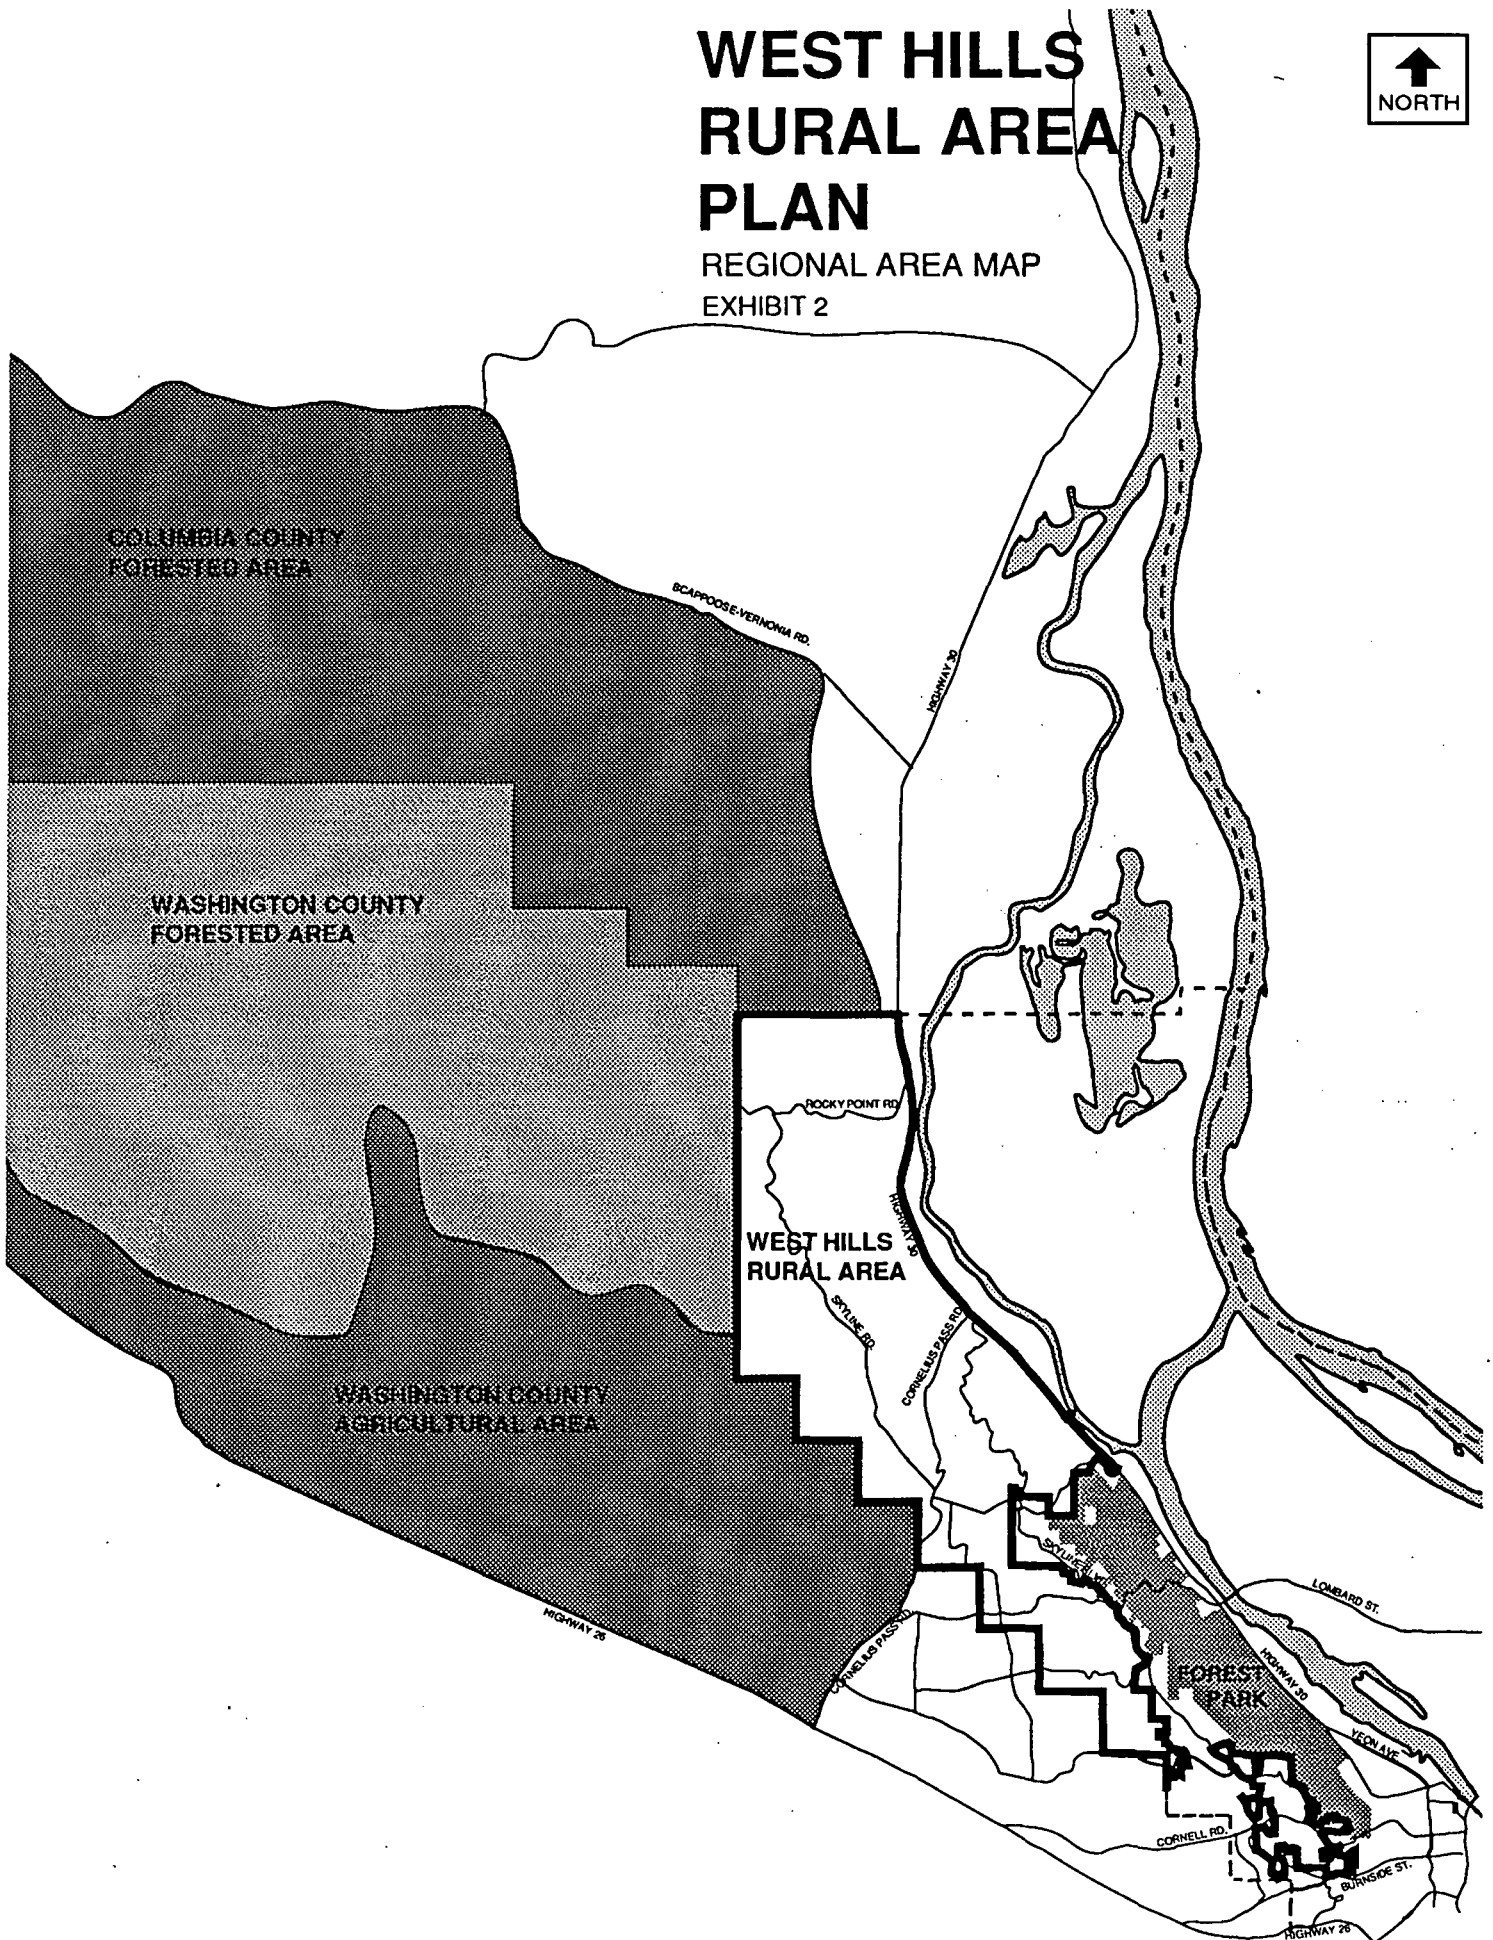 WEST HILLS
RURAL AREA
PLAN
REGIONAL AREA MAP
EXHIBIT 2
NORTH
COLUMBIA COUNTY
FORESTED AREA
SCAPPOOSE-VERNONIA RD.
HIGHWAY 30
WASHINGTON COUNTY
FORESTED AREA
ROCKY POINT RD
HIGHWAY 30
WEST HILLS
RURAL AREA
SKYLINE RD.
CORNELIUS PASS RD.
WASHINGTON COUNTY
AGRICULTURAL AREA
SKYLINE BLVD.
LOMBARD ST.
HIGHWAY 26
CORNELIUS PASS RD.
FOREST
PARK
HIGHWAY 30
YEON AVE
CORNELL RD.
BURNSIDE ST.
HIGHWAY 26